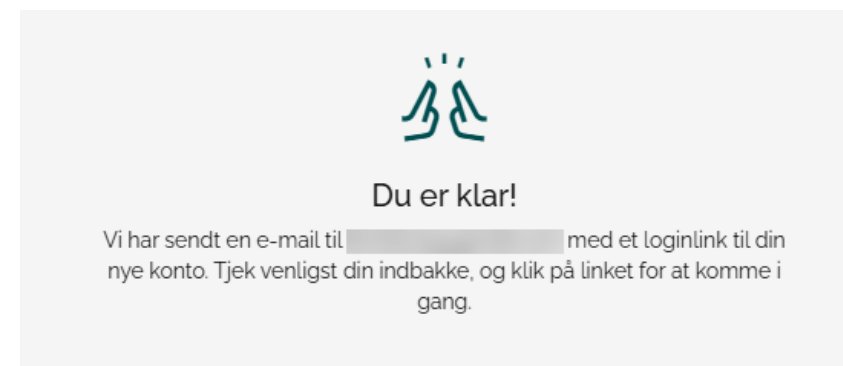 Du er klar!
Vi har sendt en e-mail til med et loginlink til din
nye konto. Tjek venligst din indbakke, og klik på linket for at komme i
gang.